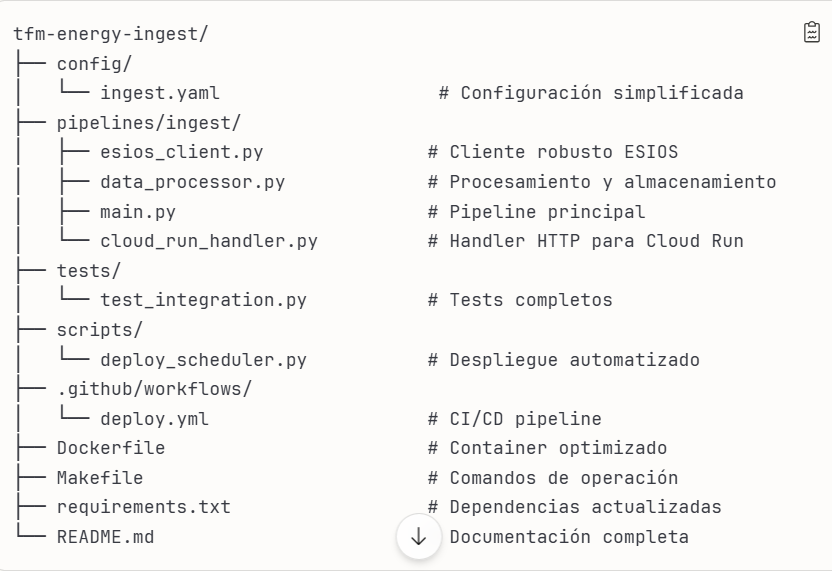 tfm-energy-ingest/
├── config/
│   └── ingest.yaml                    # Configuración simplificada
├── pipelines/ingest/
│   ├── esios_client.py               # Cliente robusto ESIOS
│   ├── data_processor.py             # Procesamiento y almacenamiento
│   ├── main.py                       # Pipeline principal
│   └── cloud_run_handler.py          # Handler HTTP para Cloud Run
├── tests/
│   └── test_integration.py           # Tests completos
├── scripts/
│   └── deploy_scheduler.py           # Despliegue automatizado
├── .github/workflows/
│   └── deploy.yml                    # CI/CD pipeline
├── Dockerfile                        # Container optimizado
├── Makefile                          # Comandos de operación
├── requirements.txt                  # Dependencias actualizadas
└── README.md                           Documentación completa